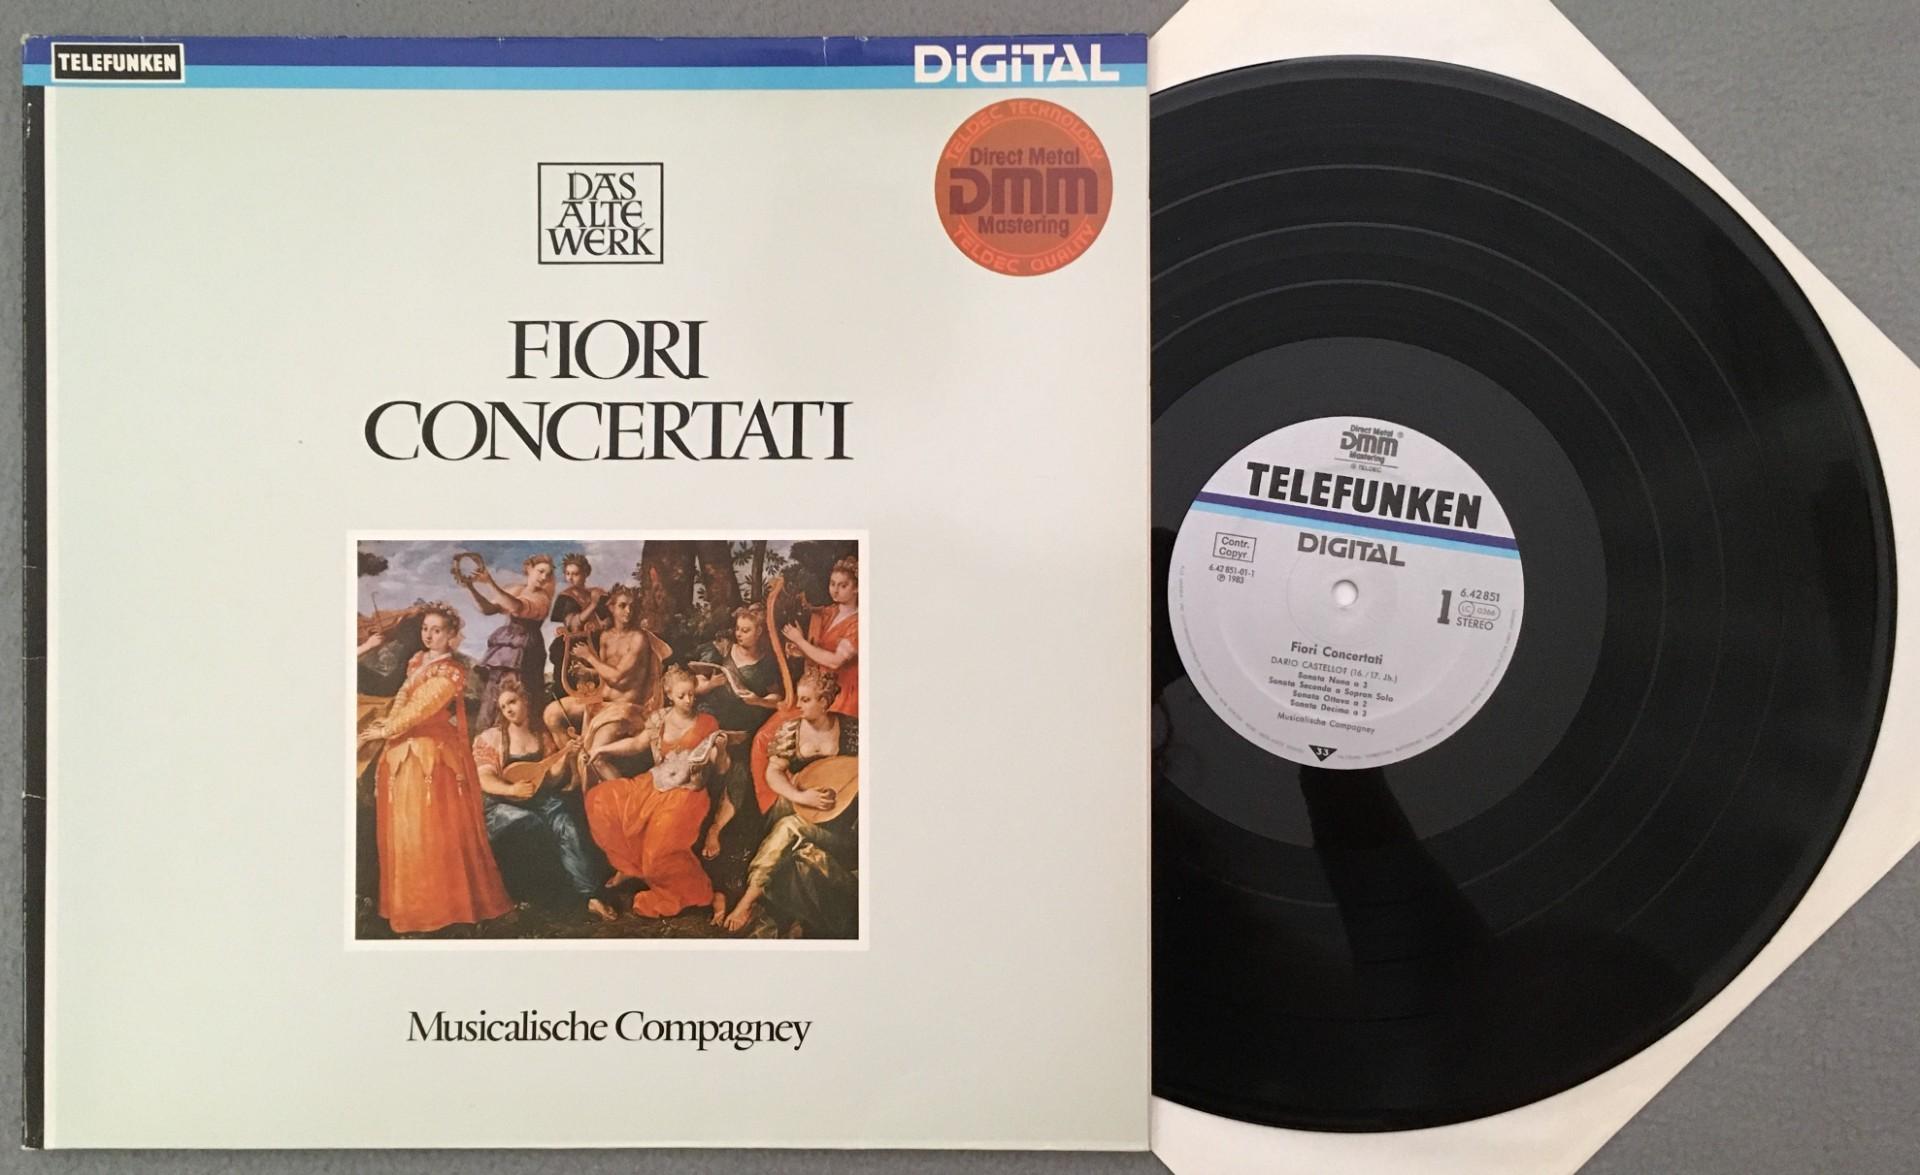 TELEFUNKEN
DiGiTAL
TELDEC TECHNOLOGY
Direct Metal
DMM
Mastering
TELDEC QUALITY
DAS
ALTE
WERK
FIORI
CONCERTATI
Musicalische Compagney
Direct Metal
DMM®
Mastering
TELDEC
TELEFUNKEN
DIGITAL
Contr.
Copyr
6.42 851-01-1
℗ 1983
1
6.42 851
LC 0366
STEREO
Fiori Concertati
DARIO CASTELLO (16./17. Jh.)
Sonata Nona a 3
Sonata Seconda a Sopran Solo
Sonata Ottava a 2
Sonata Decima a 3
Musicalische Compagney
33